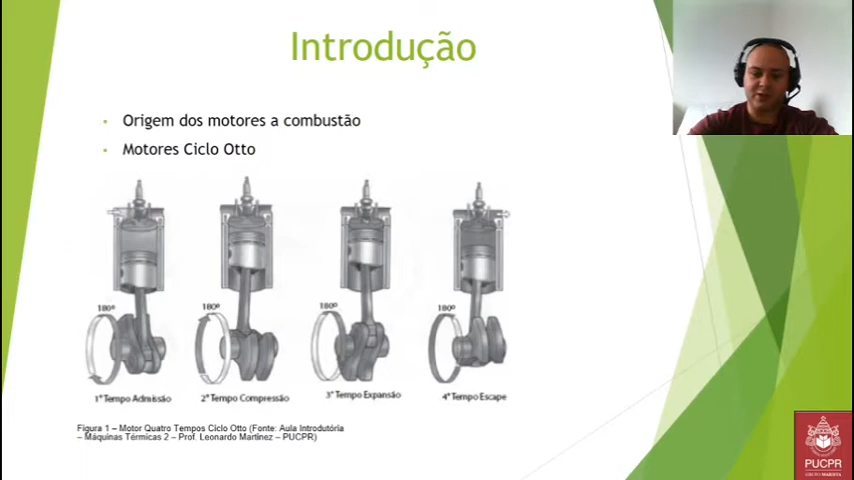 Introdução
Origem dos motores a combustão
Motores Ciclo Otto
180º
180º
180º
180º
1º Tempo Admissão
2º Tempo Compressão
3º Tempo Expansão
4º Tempo Escape
Figura 1 – Motor Quatro Tempos Ciclo Otto (Fonte: Aula Introdutória
– Máquinas Térmicas 2 – Prof. Leonardo Martinez – PUCPR)
PUCPR
GRUPO MARISTA